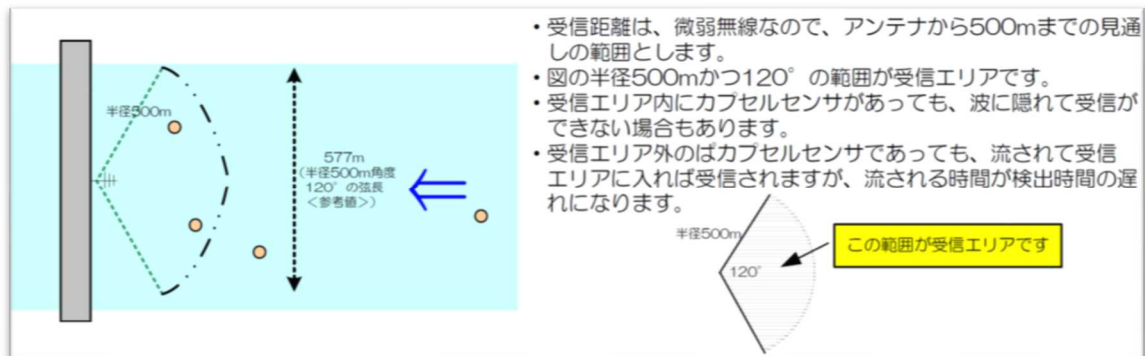 ・受信距離は、微弱無線なので、アンテナから500mまでの見通
しの範囲とします。
・図の半径500mかつ120°の範囲が受信エリアです。
・受信エリア内にカプセルセンサがあっても、波に隠れて受信が
できない場合もあります。
・受信エリア外のばカプセルセンサであっても、流されて受信
エリアに入れば受信されますが、流される時間が検出時間の遅
れになります。
半径500m
577m
(半径500m角度
120°の弦長
<参考値>)
半径500m
120°
この範囲が受信エリアです